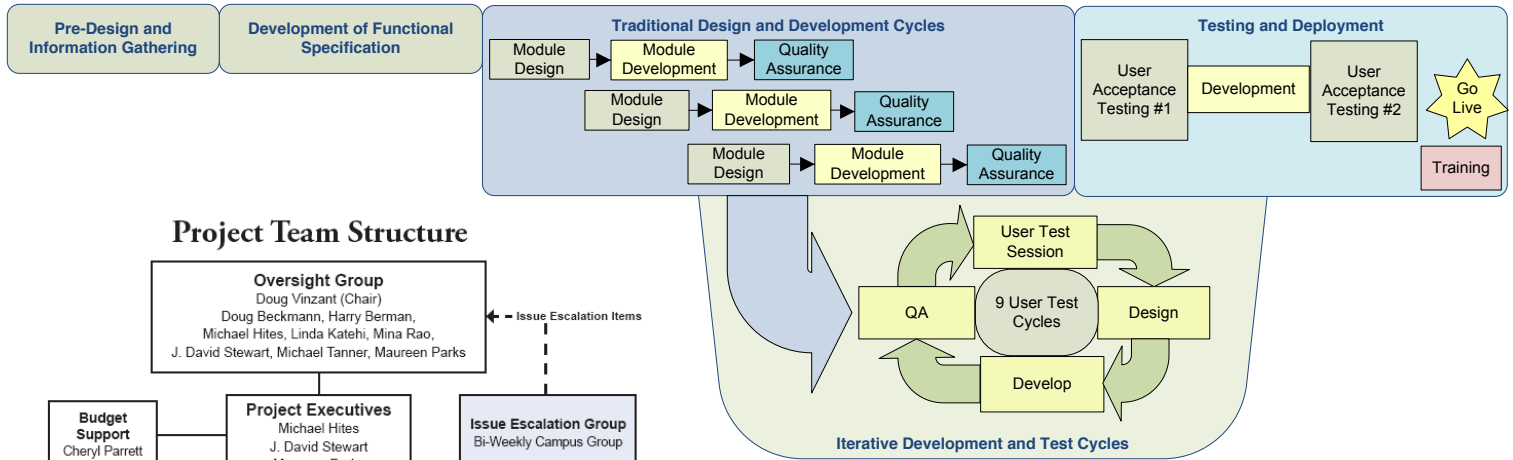 Pre-Design and
Information Gathering
Development of Functional
Specification
Traditional Design and Development Cycles
Module
Design
Module
Development
Quality
Assurance
Module
Design
Module
Development
Quality
Assurance
Module
Design
Module
Development
Quality
Assurance
Testing and Deployment
User
Acceptance
Testing #1
Development
User
Acceptance
Testing #2
Go
Live
Training
User Test
Session
QA
9 User Test
Cycles
Design
Develop
Iterative Development and Test Cycles
Project Team Structure
Oversight Group
Doug Vinzant (Chair)
Doug Beckmann, Harry Berman,
Michael Hites, Linda Katehi, Mina Rao,
J. David Stewart, Michael Tanner, Maureen Parks
Issue Escalation Items
Budget
Support
Cheryl Parrett
Project Executives
Michael Hites
J. David Stewart
Issue Escalation Group
Bi-Weekly Campus Group